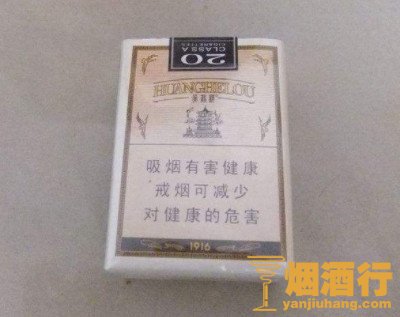 20
CLASS A
CIGARETTES
HUANGHELOU
黄鹤楼
吸烟有害健康
戒烟可减少
对健康的危害
1916
烟酒行
yanjiuhang.com